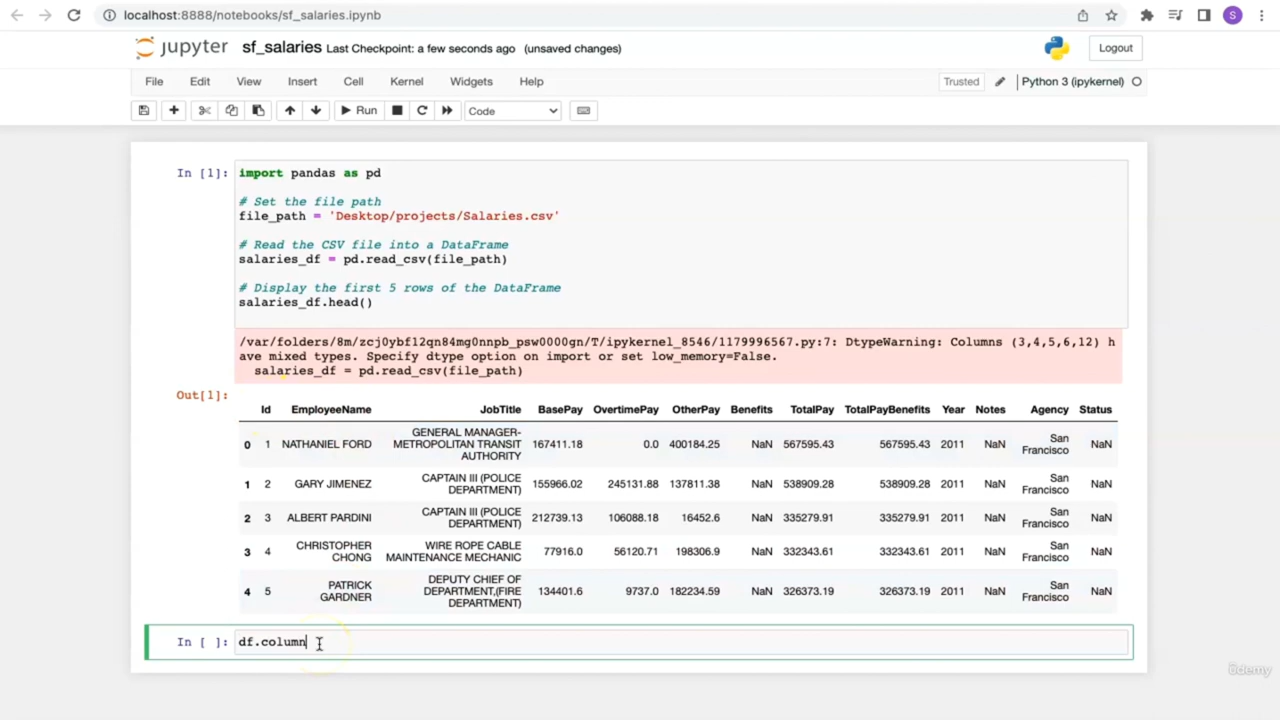 localhost:8888/notebooks/sf_salaries.ipynb
S
jupyter sf_salaries Last Checkpoint: a few seconds ago (unsaved changes) Logout
File Edit View Insert Cell Kernel Widgets Help Trusted Python 3 (ipykernel)
Run Code
In [1]: import pandas as pd
# Set the file path
file_path = 'Desktop/projects/Salaries.csv'
# Read the CSV file into a DataFrame
salaries_df = pd.read_csv(file_path)
# Display the first 5 rows of the DataFrame
salaries_df.head()
/var/folders/8m/zcj0ybf12qn84mg0nnpb_psw0000gn/T/ipykernel_8546/1179996567.py:7: DtypeWarning: Columns (3,4,5,6,12) h
ave mixed types. Specify dtype option on import or set low_memory=False.
salaries_df = pd.read_csv(file_path)
Out[1]:
Id EmployeeName JobTitle BasePay OvertimePay OtherPay Benefits TotalPay TotalPayBenefits Year Notes Agency Status
GENERAL MANAGER-
0 1 NATHANIEL FORD METROPOLITAN TRANSIT 167411.18 0.0 400184.25 NaN 567595.43 567595.43 2011 NaN San Francisco NaN
AUTHORITY
1 2 GARY JIMENEZ CAPTAIN III (POLICE 155966.02 245131.88 137811.38 NaN 538909.28 538909.28 2011 NaN San Francisco NaN
DEPARTMENT)
2 3 ALBERT PARDINI CAPTAIN III (POLICE 212739.13 106088.18 16452.6 NaN 335279.91 335279.91 2011 NaN San Francisco NaN
DEPARTMENT)
3 4 CHRISTOPHER CHONG WIRE ROPE CABLE 77916.0 56120.71 198306.9 NaN 332343.61 332343.61 2011 NaN San Francisco NaN
MAINTENANCE MECHANIC
DEPUTY CHIEF OF
4 5 PATRICK GARDNER DEPARTMENT,(FIRE 134401.6 9737.0 182234.59 NaN 326373.19 326373.19 2011 NaN San Francisco NaN
DEPARTMENT)
In [ ]: df.column
ûdemy